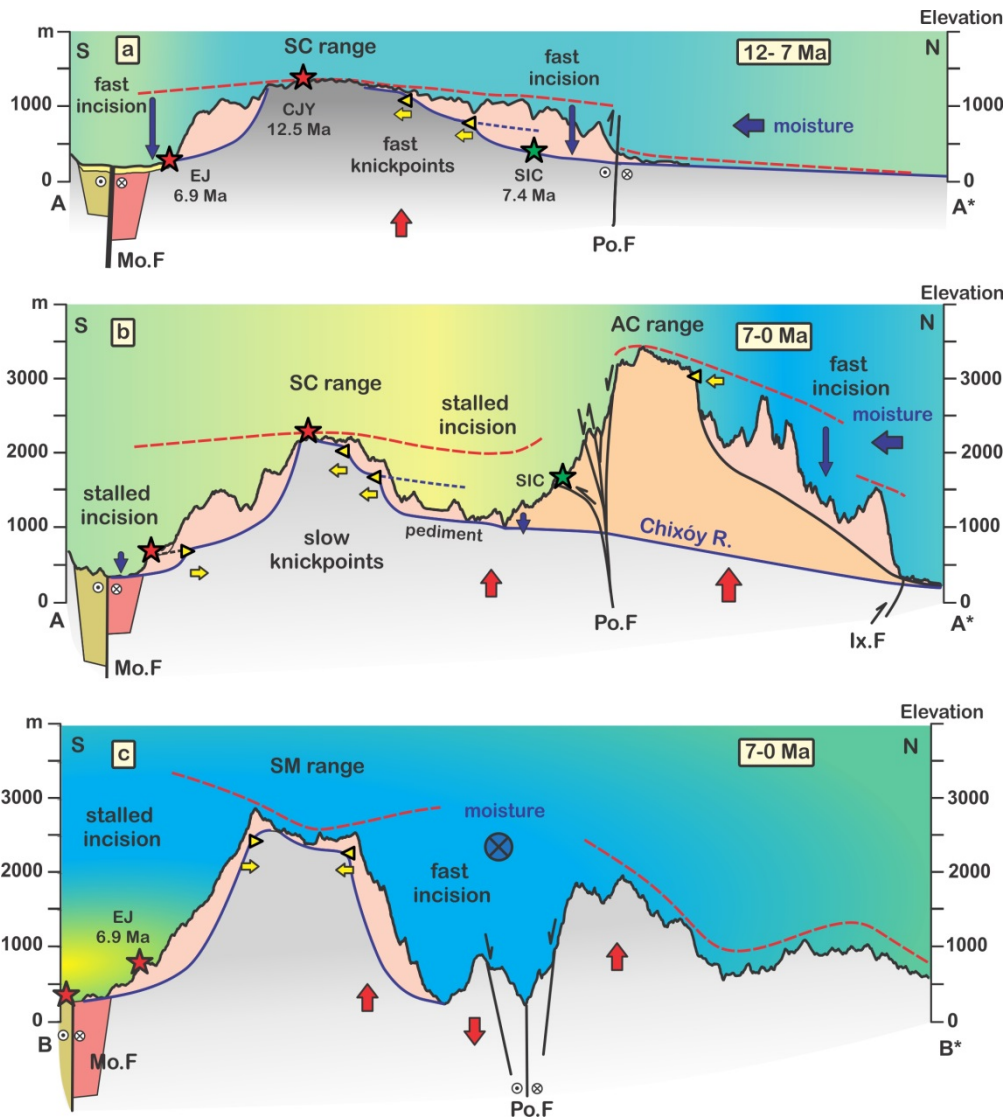 m
S
a
SC range
12- 7 Ma
Elevation
N
fast
incision
fast
incision
1000
1000
CJY
12.5 Ma
moisture
fast
knickpoints
EJ
6.9 Ma
SIC
7.4 Ma
0
0
A
A*
Mo.F
Po.F
m
S
b
AC range
7-0 Ma
Elevation
N
3000
3000
SC range
fast
incision
moisture
stalled
incision
2000
2000
stalled
incision
SIC
1000
1000
slow
knickpoints
pediment
Chixóy R.
0
0
A
A*
Mo.F
Po.F
Ix.F
m
S
c
SM range
7-0 Ma
Elevation
N
3000
3000
stalled
incision
moisture
2000
2000
fast
incision
EJ
6.9 Ma
1000
1000
0
0
B
B*
Mo.F
Po.F